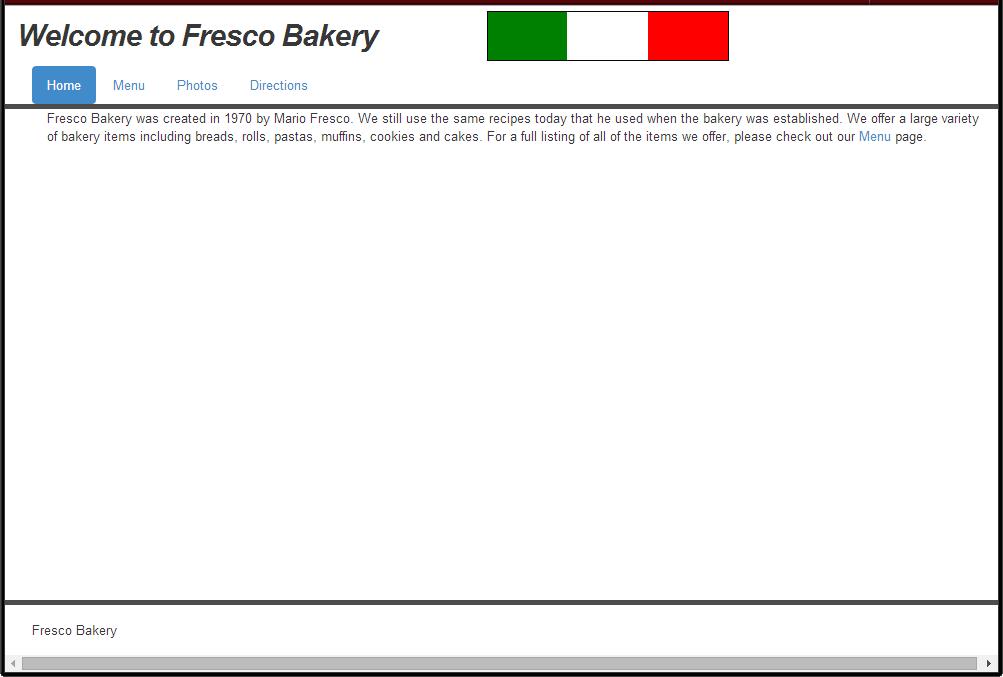 Welcome to Fresco Bakery
Home Menu Photos Directions
Fresco Bakery was created in 1970 by Mario Fresco. We still use the same recipes today that he used when the bakery was established. We offer a large variety
of bakery items including breads, rolls, pastas, muffins, cookies and cakes. For a full listing of all of the items we offer, please check out our Menu page.
Fresco Bakery